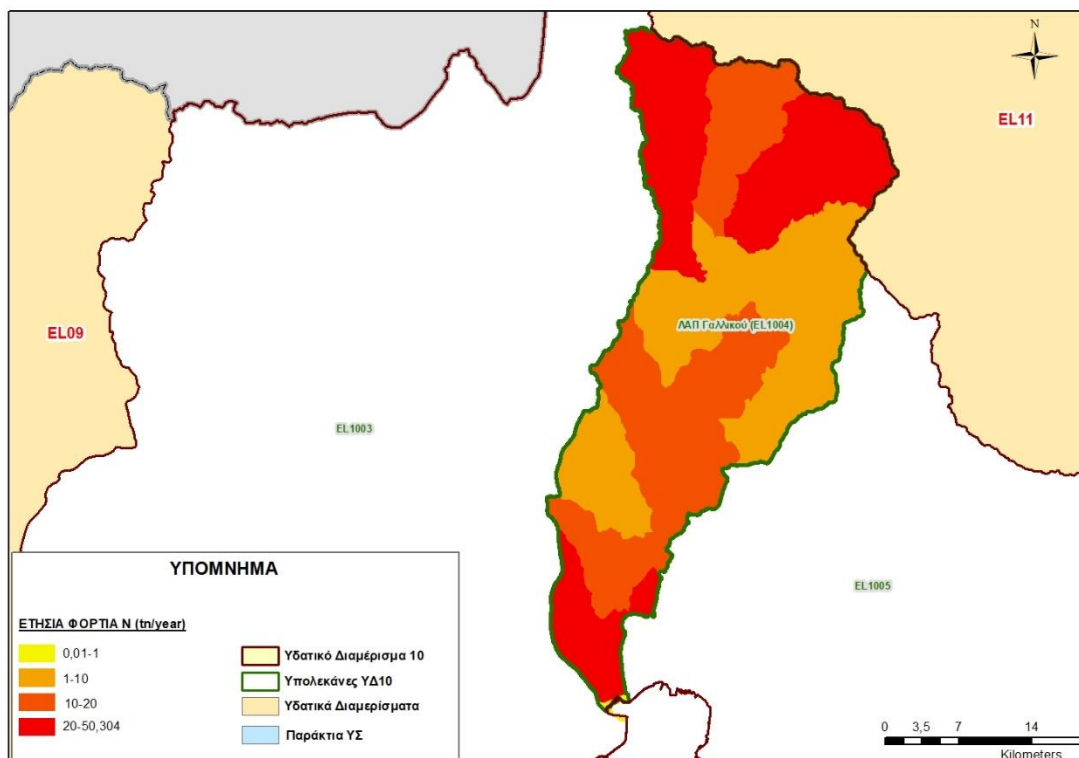 N
EL11
EL09
ΛΑΠ Γαλλικού (EL1004)
EL1003
EL1005
ΥΠΟΜΝΗΜΑ
ΕΤΗΣΙΑ ΦΟΡΤΙΑ Ν (tn/year)
0,01-1
1-10
10-20
20-50,304
Υδατικό Διαμέρισμα 10
Υπολεκάνες ΥΔ10
Υδατικά Διαμερίσματα
Παράκτια ΥΣ
0 3,5 7 14
Kilometers